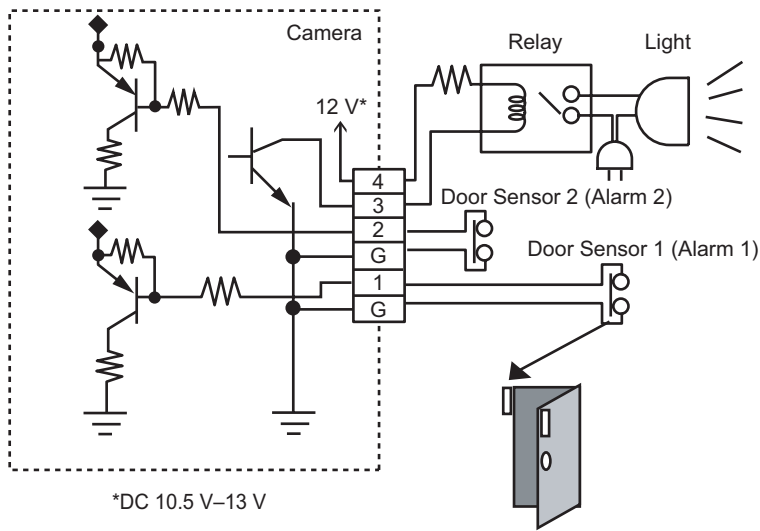 Camera
Relay
Light
12 V*
4
3
2
G
1
G
Door Sensor 2 (Alarm 2)
Door Sensor 1 (Alarm 1)
*DC 10.5 V–13 V